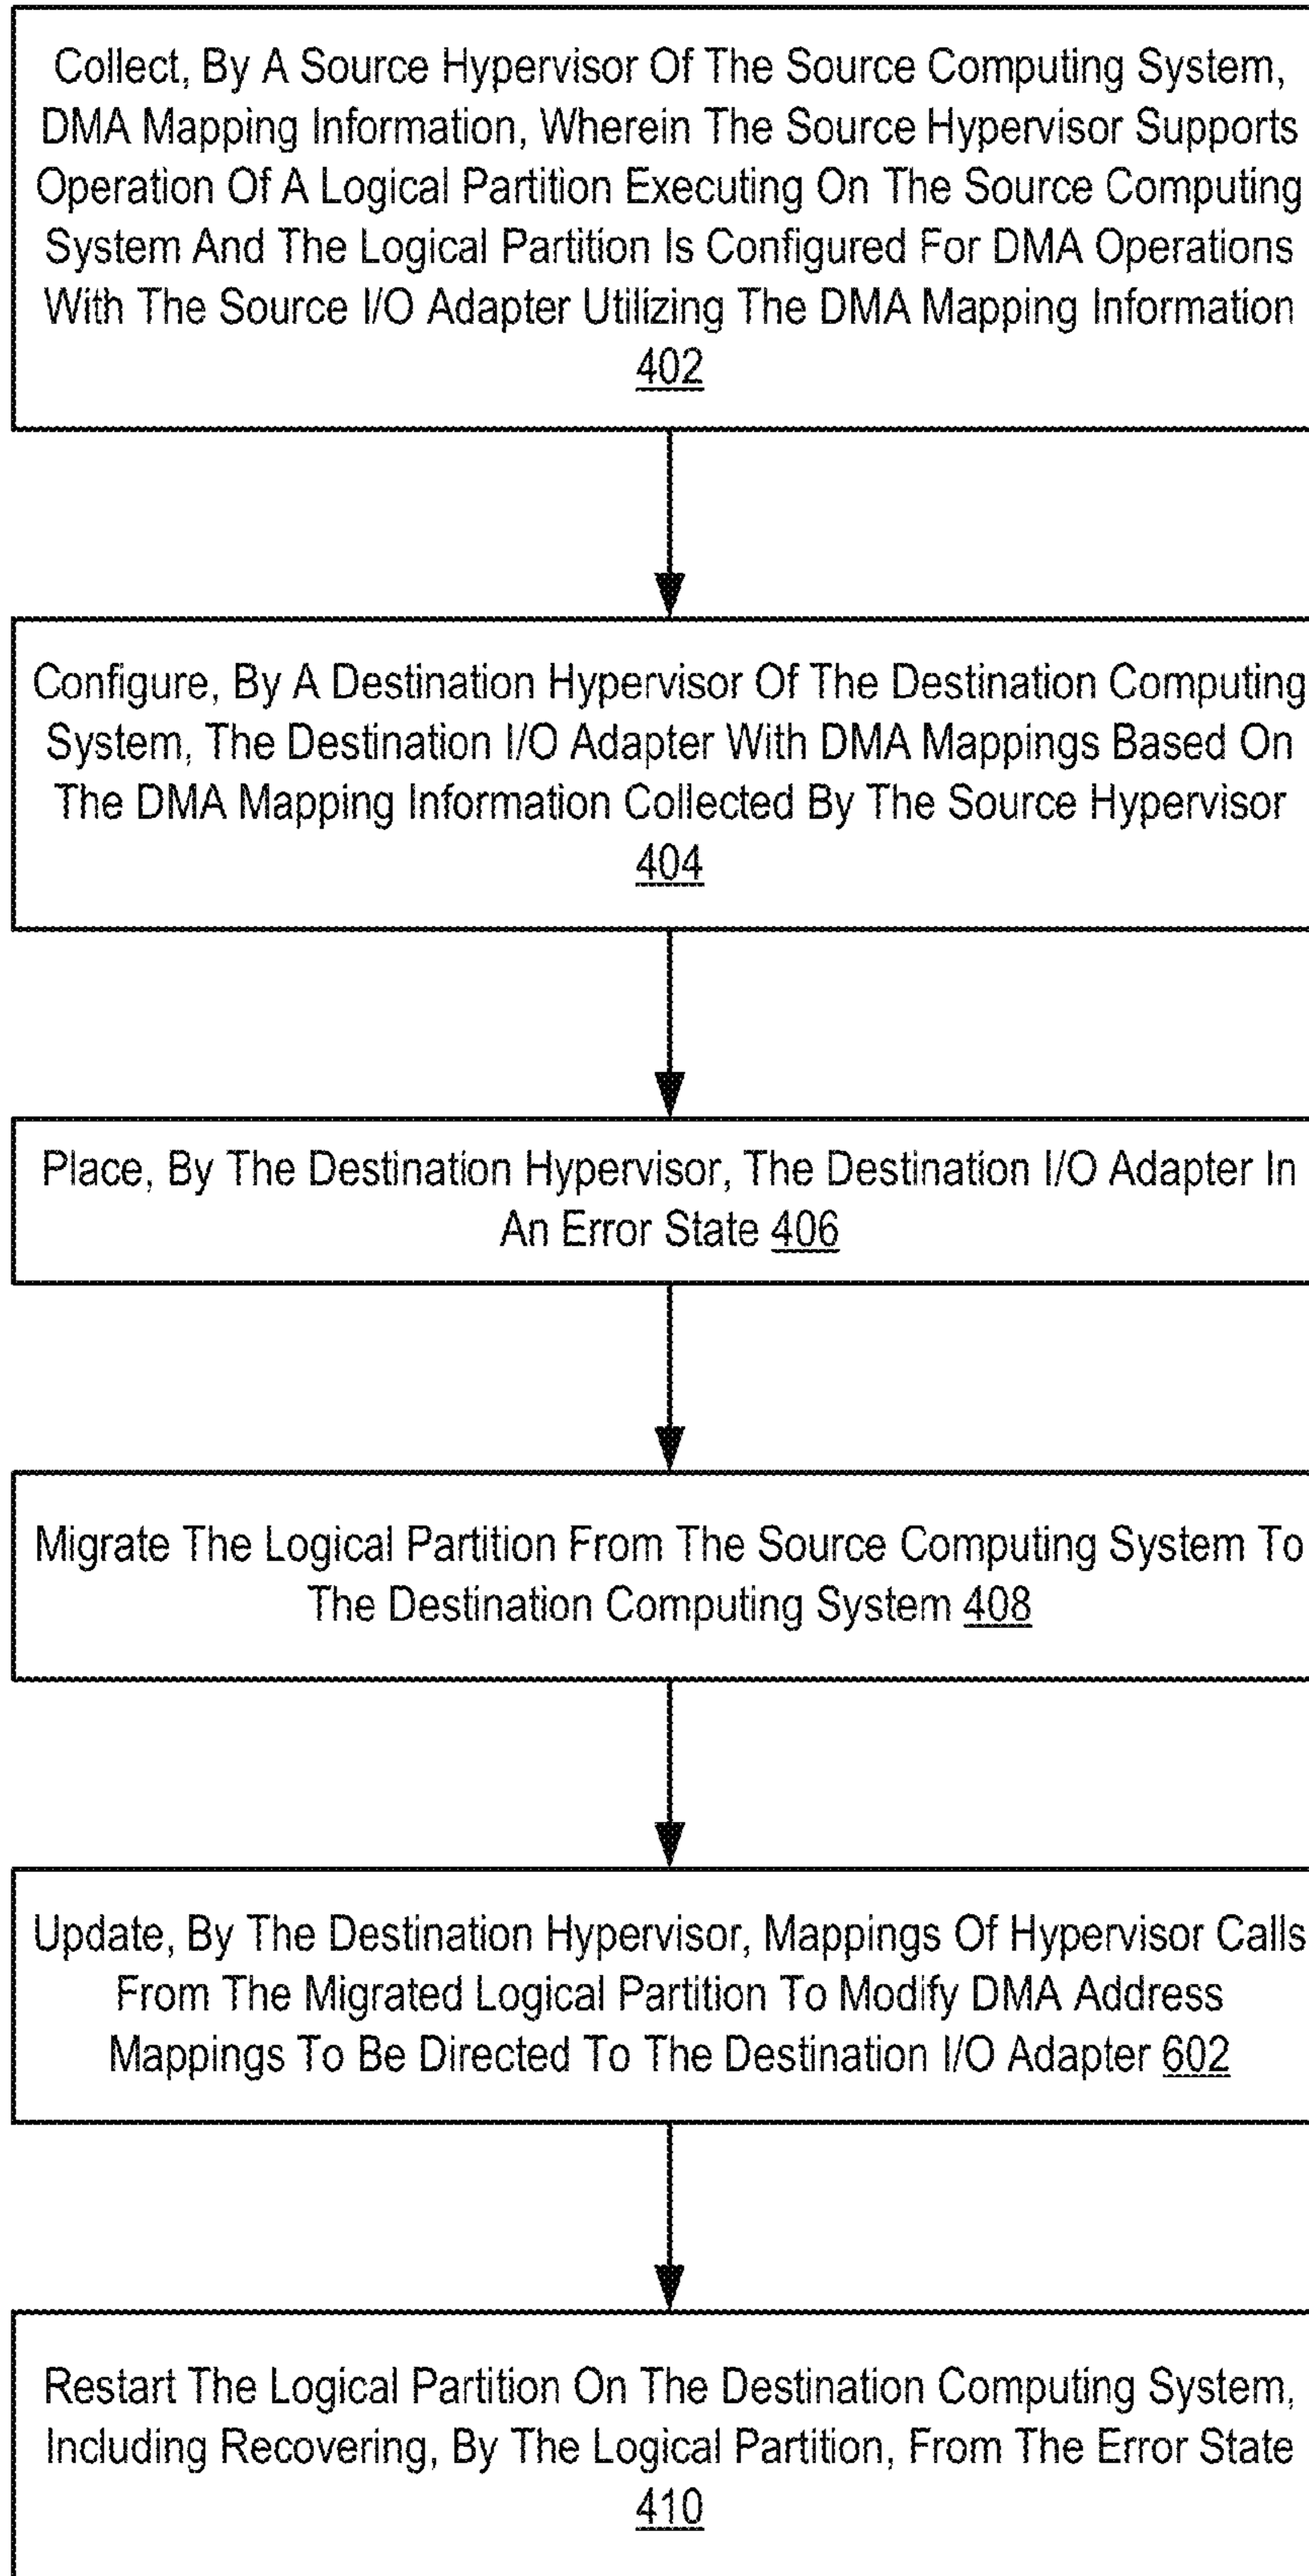 Collect, By A Source Hypervisor Of The Source Computing System,
DMA Mapping Information, Wherein The Source Hypervisor Supports
Operation Of A Logical Partition Executing On The Source Computing
System And The Logical Partition Is Configured For DMA Operations
With The Source I/O Adapter Utilizing The DMA Mapping Information
402
Configure, By A Destination Hypervisor Of The Destination Computing
System, The Destination I/O Adapter With DMA Mappings Based On
The DMA Mapping Information Collected By The Source Hypervisor
404
Place, By The Destination Hypervisor, The Destination I/O Adapter In
An Error State 406
Migrate The Logical Partition From The Source Computing System To
The Destination Computing System 408
Update, By The Destination Hypervisor, Mappings Of Hypervisor Calls
From The Migrated Logical Partition To Modify DMA Address
Mappings To Be Directed To The Destination I/O Adapter 602
Restart The Logical Partition On The Destination Computing System,
Including Recovering, By The Logical Partition, From The Error State
410